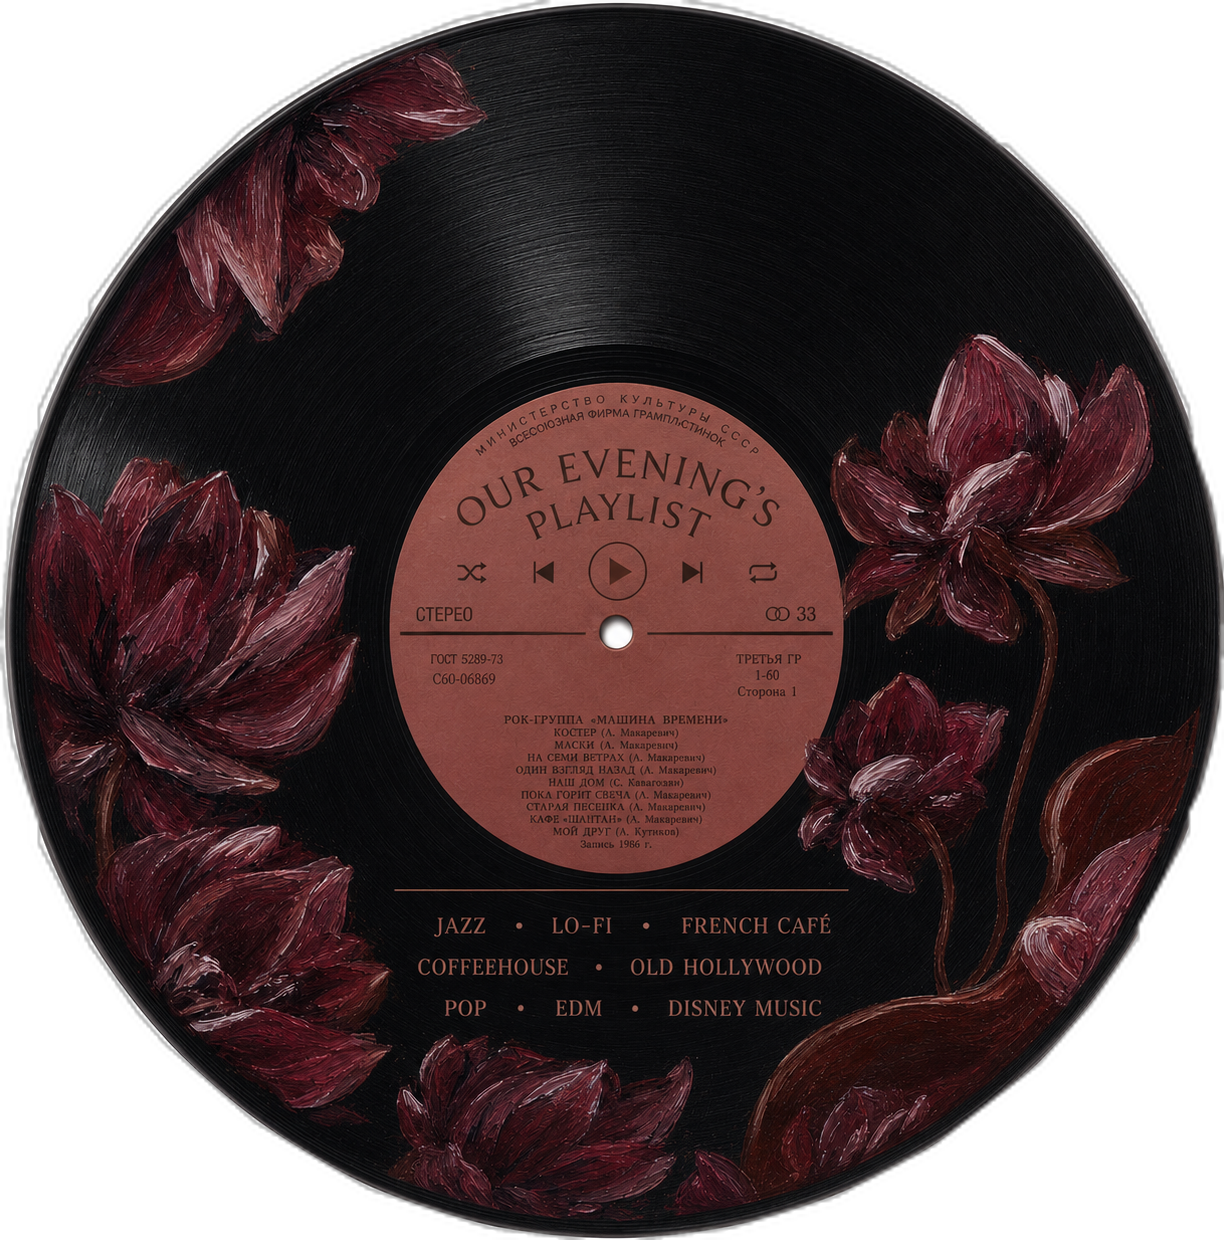 МИНИСТЕРСТВО КУЛЬТУРЫ СССР
ВСЕСОЮЗНАЯ ФИРМА ГРАМПЛСТИНОК
OUR EVENING'S
PLAYLIST
СТЕРЕО 33
ГОСТ 5289-73
С60-06869
ТРЕТЬЯ ГР
1-60
Сторона 1
РОК-ГРУППА «МАШИНА ВРЕМЕНИ»
КОСТЕР (А. Макаревич)
МАСКИ (А. Макаревич)
НА СЕМИ ВЕТРАХ (А. Макаревич)
ОДИН ВЗГЛЯД НАЗАД (А. Макаревич)
НАШ ДОМ (С. Кавагоэян)
ПОКА ГОРИТ СВЕЧА (А. Макаревич)
СТАРАЯ ПЕСЕНКА (А. Макаревич)
КАФЕ «ШАНТАН» (А. Макаревич)
МОЙ ДРУГ (А. Кутиков)
Запись 1986 г.
JAZZ • LO-FI • FRENCH CAFÉ
COFFEEHOUSE • OLD HOLLYWOOD
POP • EDM • DISNEY MUSIC